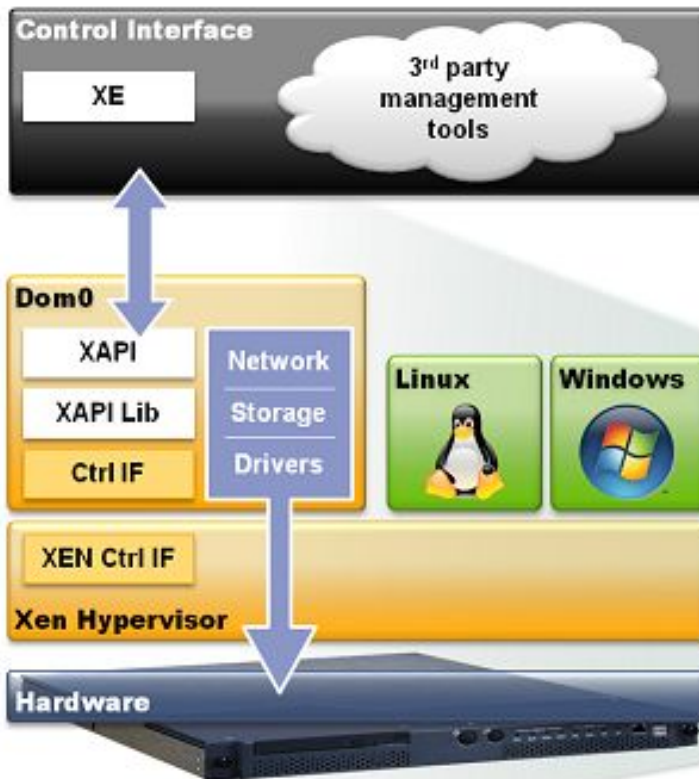 Control Interface
XE
3rd party
management
tools
Dom0
XAPI
XAPI Lib
Ctrl IF
Network
Storage
Drivers
Linux
Windows
XEN Ctrl IF
Xen Hypervisor
Hardware